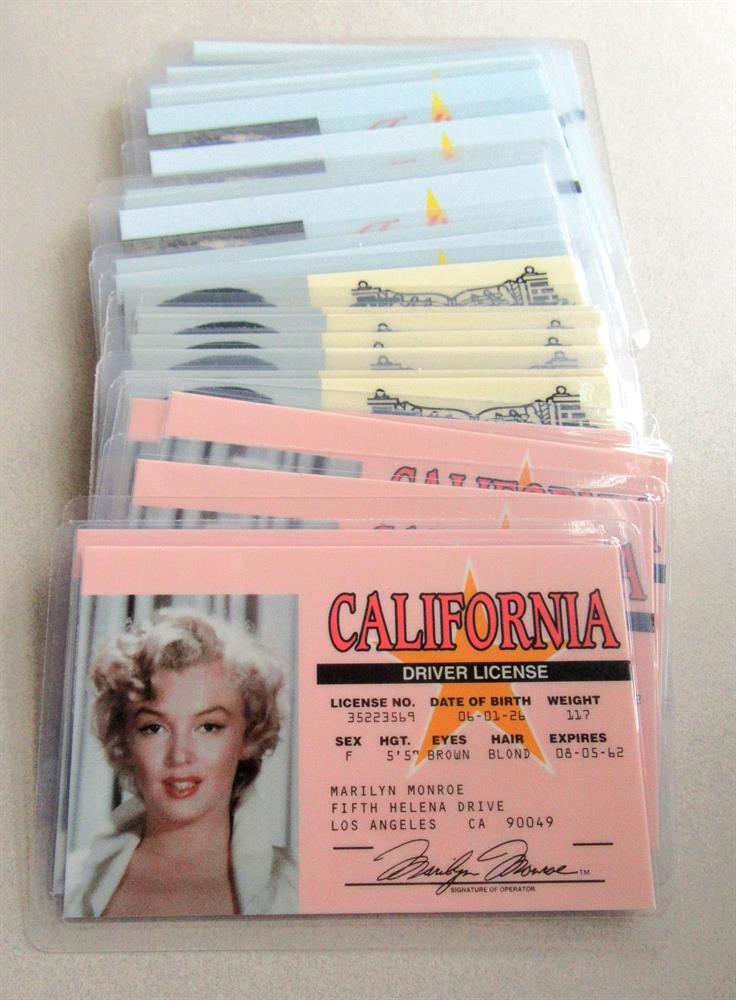 CALIFORNIA
CALIFORNIA
DRIVER LICENSE
LICENSE NO. DATE OF BIRTH WEIGHT
35223569 06-01-26 117
SEX HGT. EYES HAIR EXPIRES
F 5'5" BROWN BLOND 08-05-62
MARILYN MONROE
FIFTH HELENA DRIVE
LOS ANGELES CA 90049
Marilyn Monroe TM
SIGNATURE OF OPERATOR